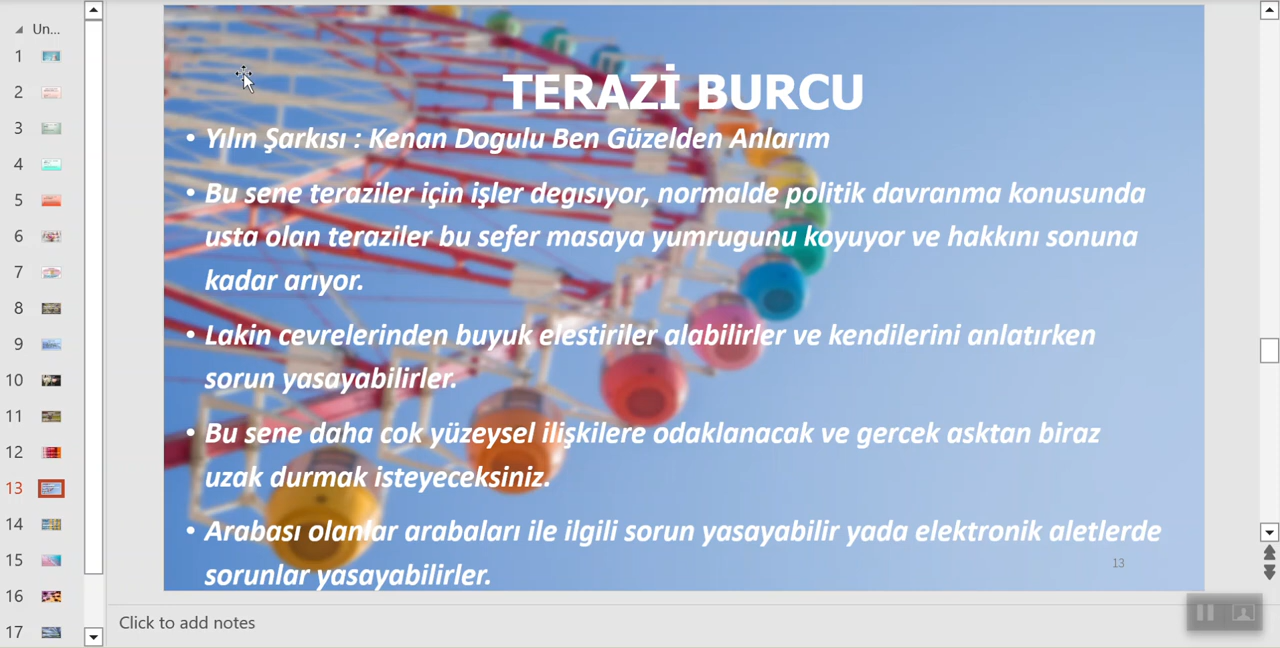 Un...
1
2
3
4
5
6
7
8
9
10
11
12
13
14
15
16
17
TERAZİ BURCU
• Yılın Şarkısı : Kenan Dogulu Ben Güzelden Anlarım
• Bu sene teraziler için işler degısıyor, normalde politik davranma konusunda
usta olan teraziler bu sefer masaya yumrugunu koyuyor ve hakkını sonuna
kadar arıyor.
• Lakin cevrelerinden buyuk elestiriler alabilirler ve kendilerini anlatırken
sorun yasayabilirler.
• Bu sene daha cok yüzeysel ilişkilere odaklanacak ve gercek asktan biraz
uzak durmak isteyeceksiniz.
• Arabası olanlar arabaları ile ilgili sorun yasayabilir yada elektronik aletlerde
sorunlar yasayabilirler.
13
Click to add notes